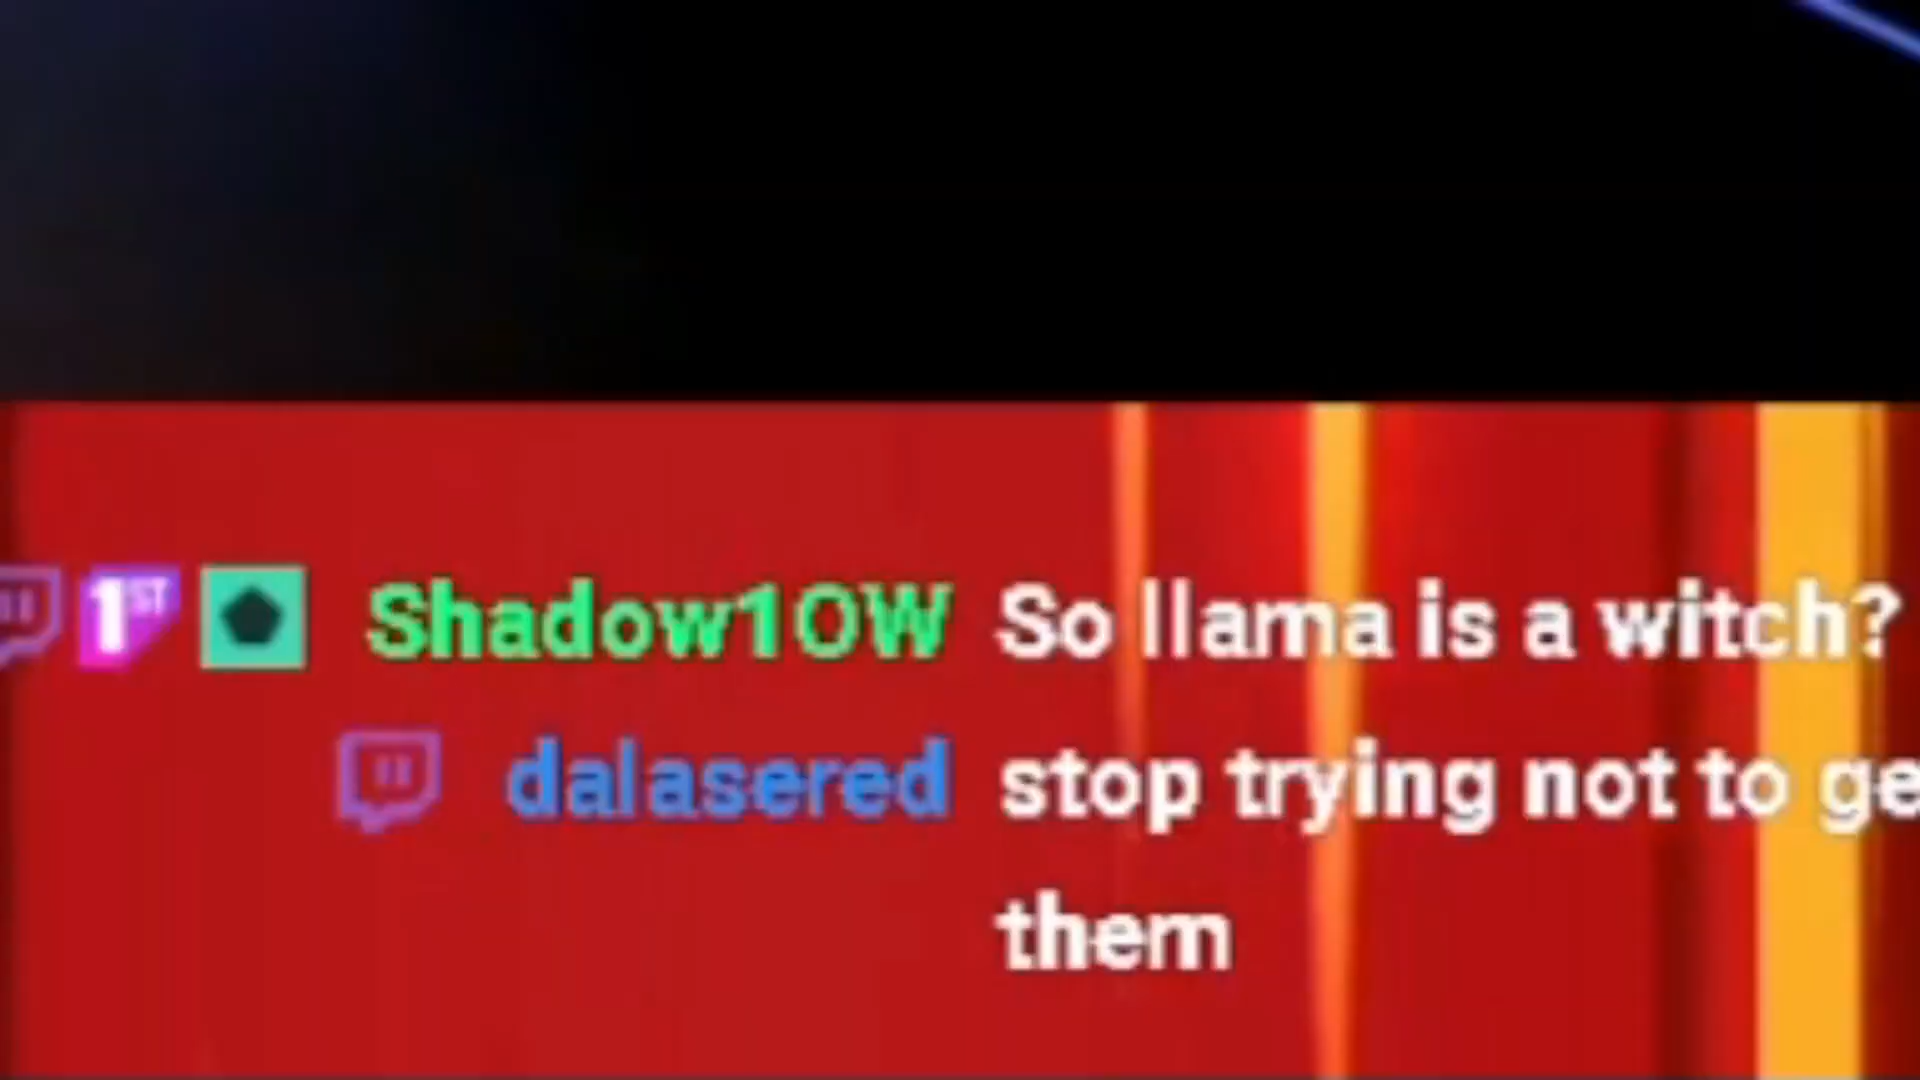 1ST Shadow1OW So llama is a witch?
dalasered stop trying not to
them